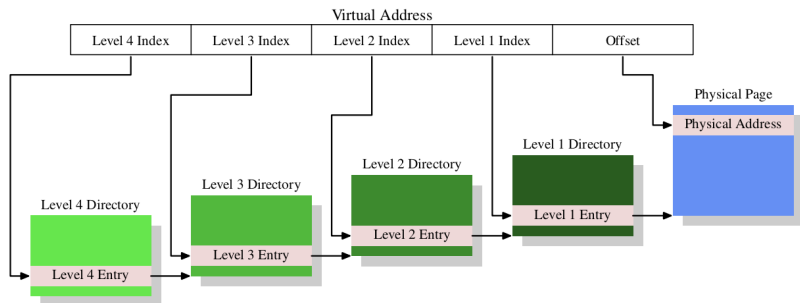 Virtual Address
Level 4 Index
Level 3 Index
Level 2 Index
Level 1 Index
Offset
Physical Page
Physical Address
Level 1 Directory
Level 1 Entry
Level 2 Directory
Level 2 Entry
Level 3 Directory
Level 3 Entry
Level 4 Directory
Level 4 Entry